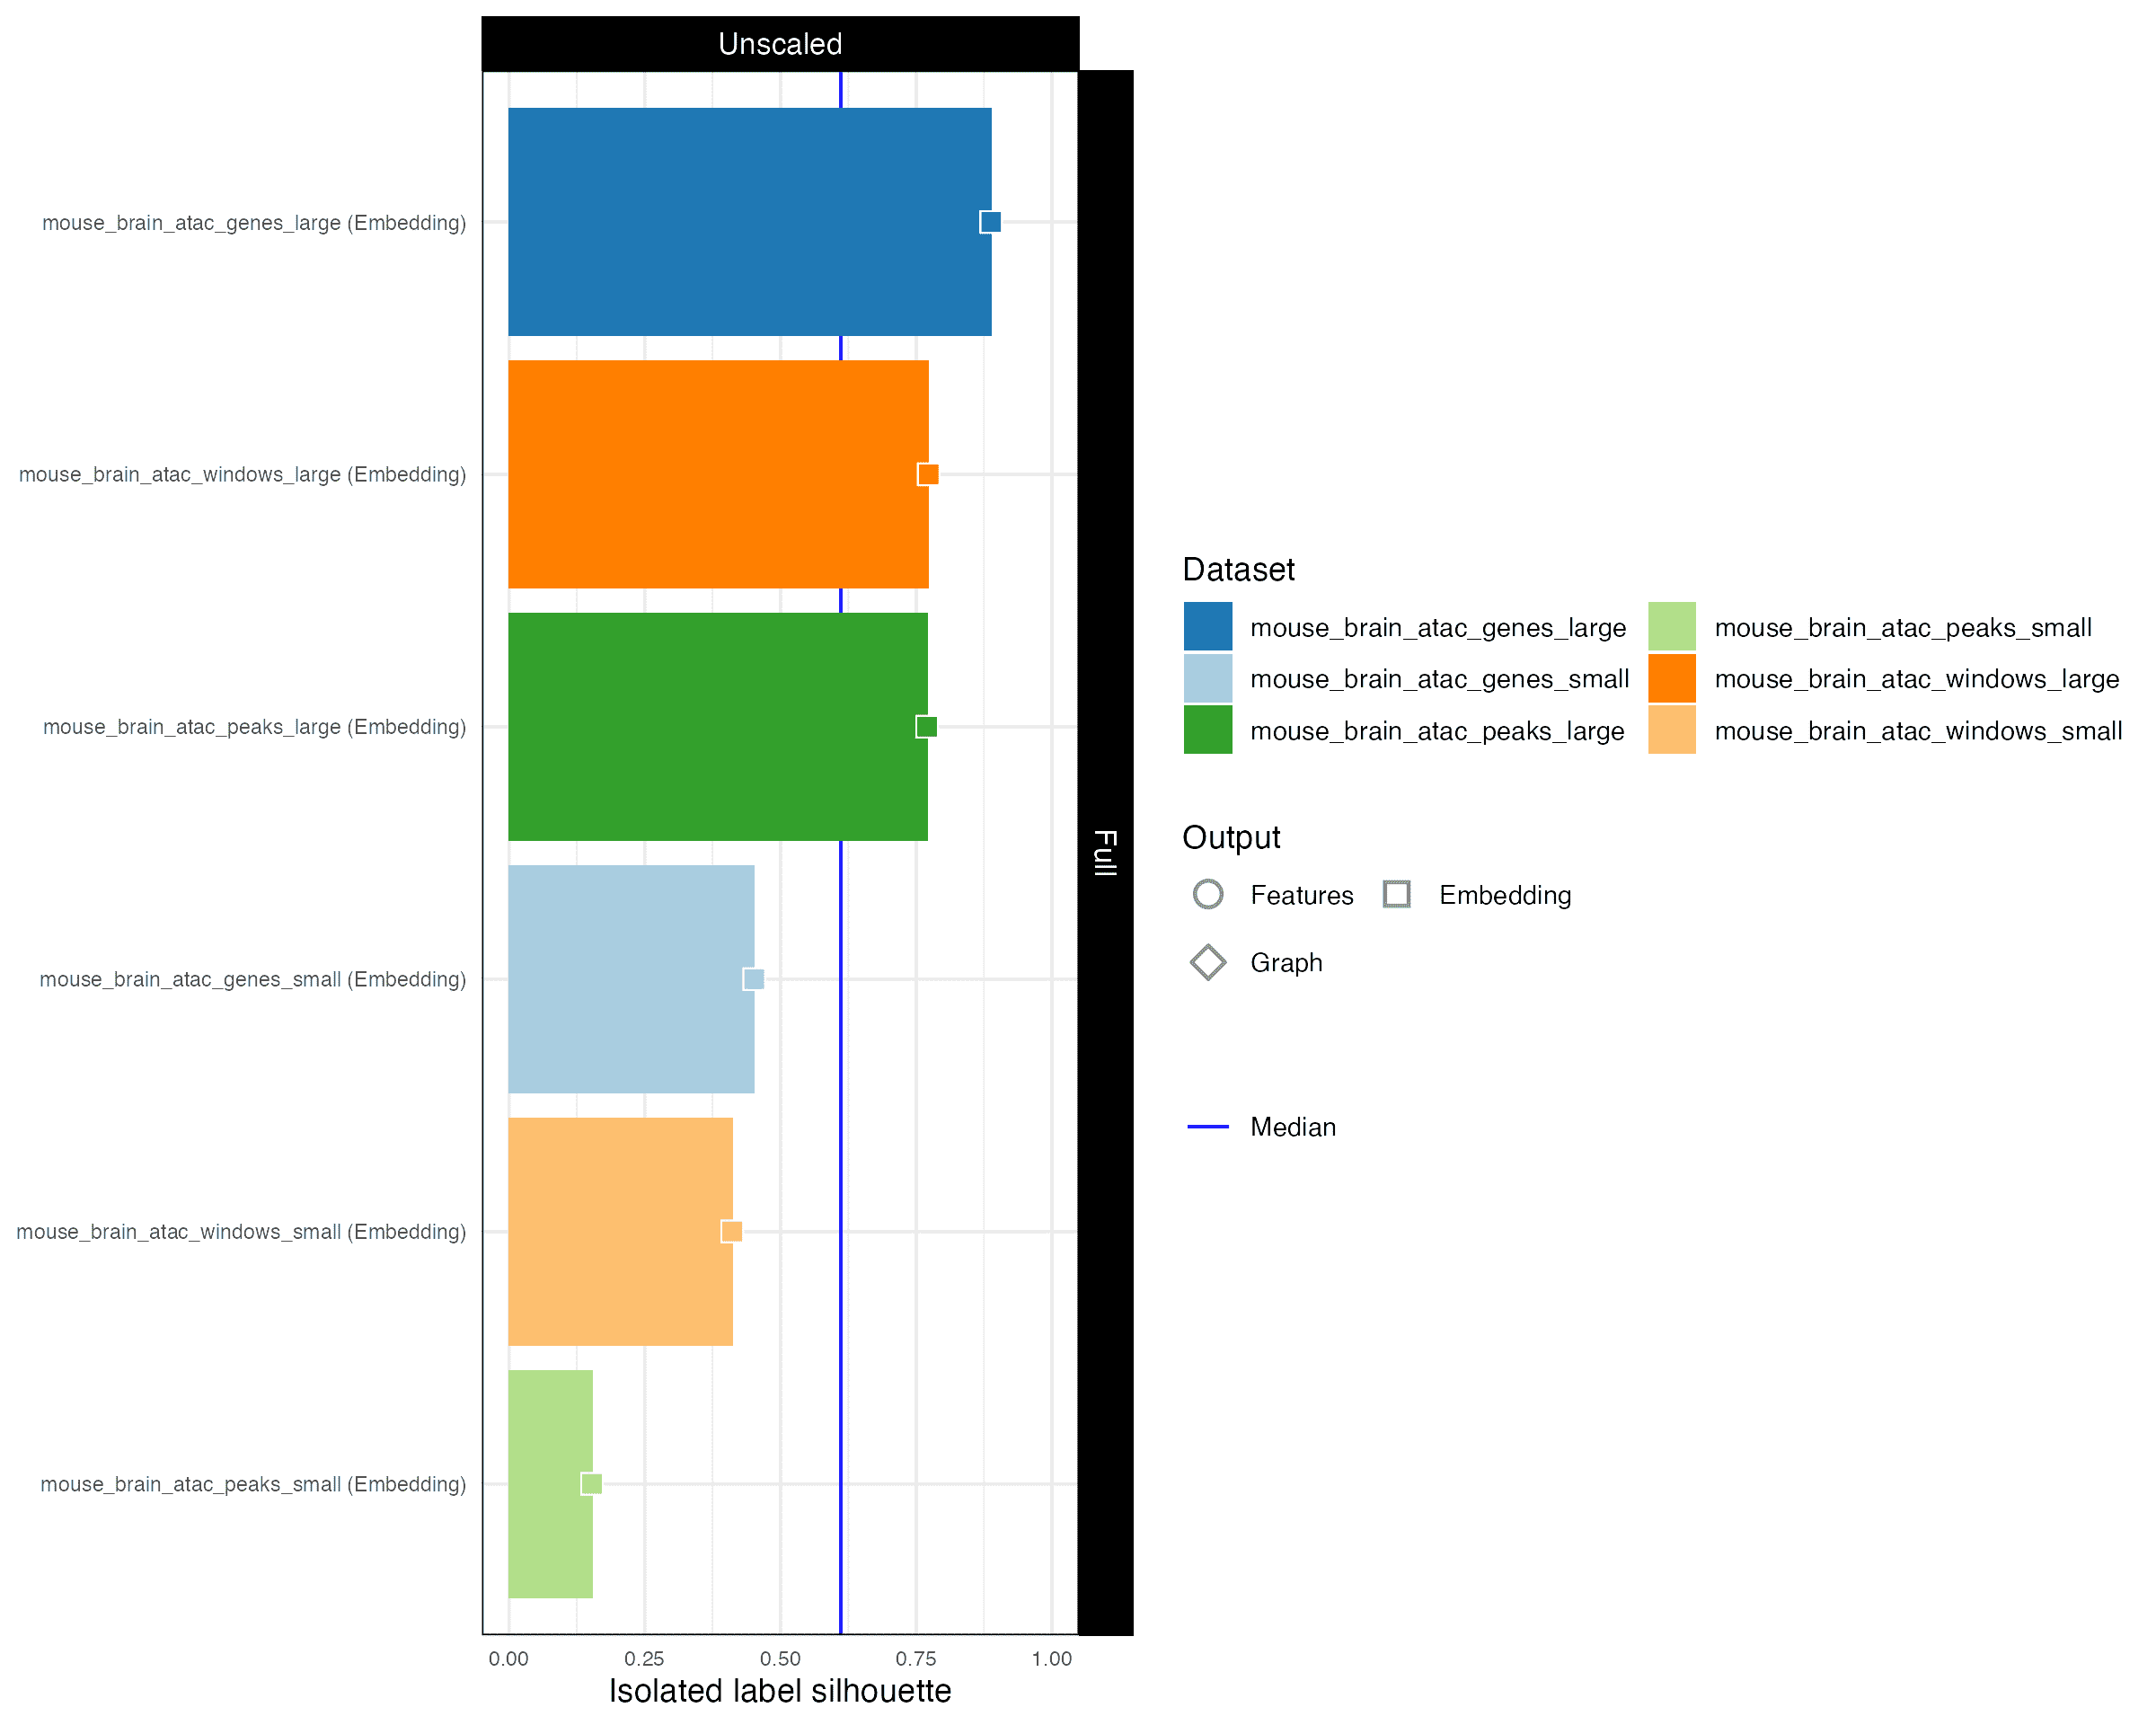 Unscaled
mouse_brain_atac_genes_large (Embedding)
mouse_brain_atac_windows_large (Embedding)
mouse_brain_atac_peaks_large (Embedding)
mouse_brain_atac_genes_small (Embedding)
mouse_brain_atac_windows_small (Embedding)
mouse_brain_atac_peaks_small (Embedding)
0.00 0.25 0.50 0.75 1.00
Isolated label silhouette
Full
Dataset
mouse_brain_atac_genes_large mouse_brain_atac_peaks_small
mouse_brain_atac_genes_small mouse_brain_atac_windows_large
mouse_brain_atac_peaks_large mouse_brain_atac_windows_small
Output
Features Embedding
Graph
Median